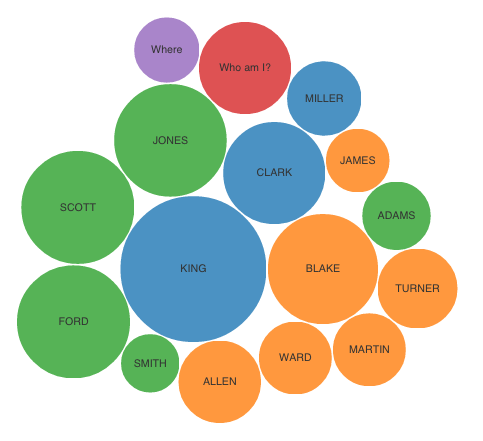 Where
Who am I?
MILLER
JONES
JAMES
CLARK
SCOTT
ADAMS
KING
BLAKE
TURNER
FORD
MARTIN
WARD
SMITH
ALLEN